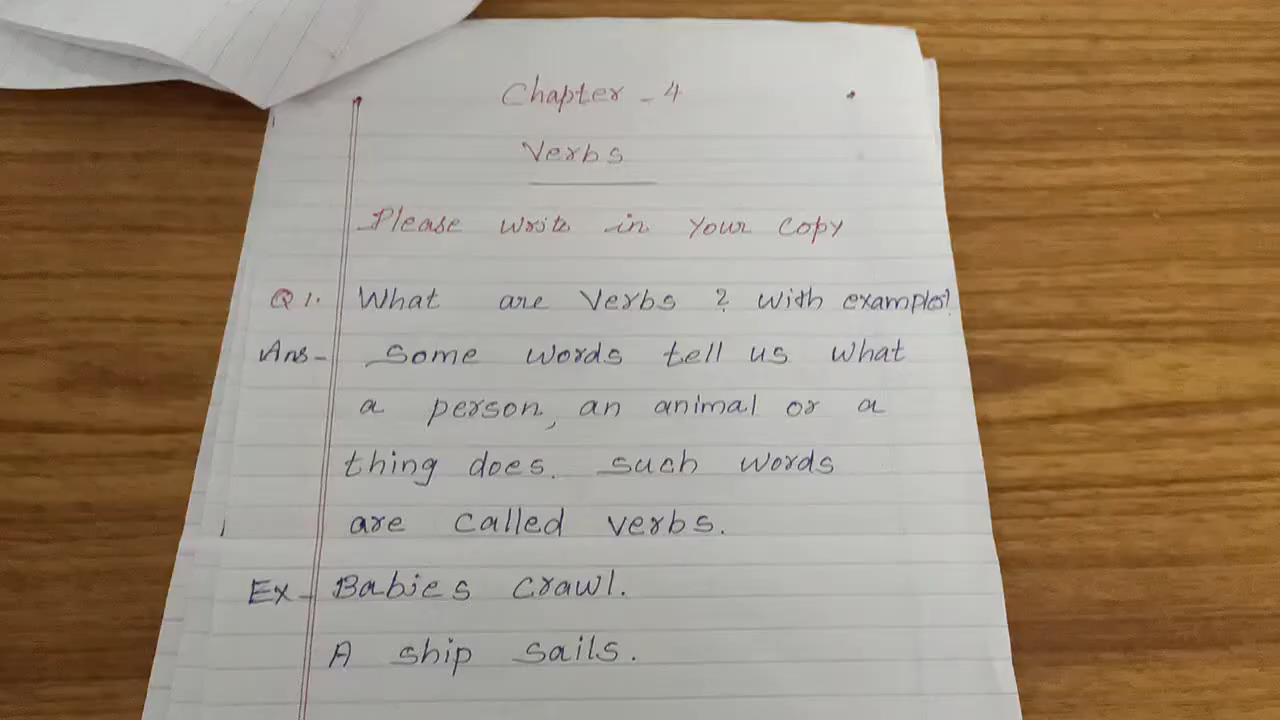 Chapter - 4
Verbs
Please write in your copy
Q 1. What are Verbs ? with examples?
Ans - Some words tell us what
a person, an animal or a
thing does. Such words
are called verbs.
Ex - Babies crawl.
A ship sails.